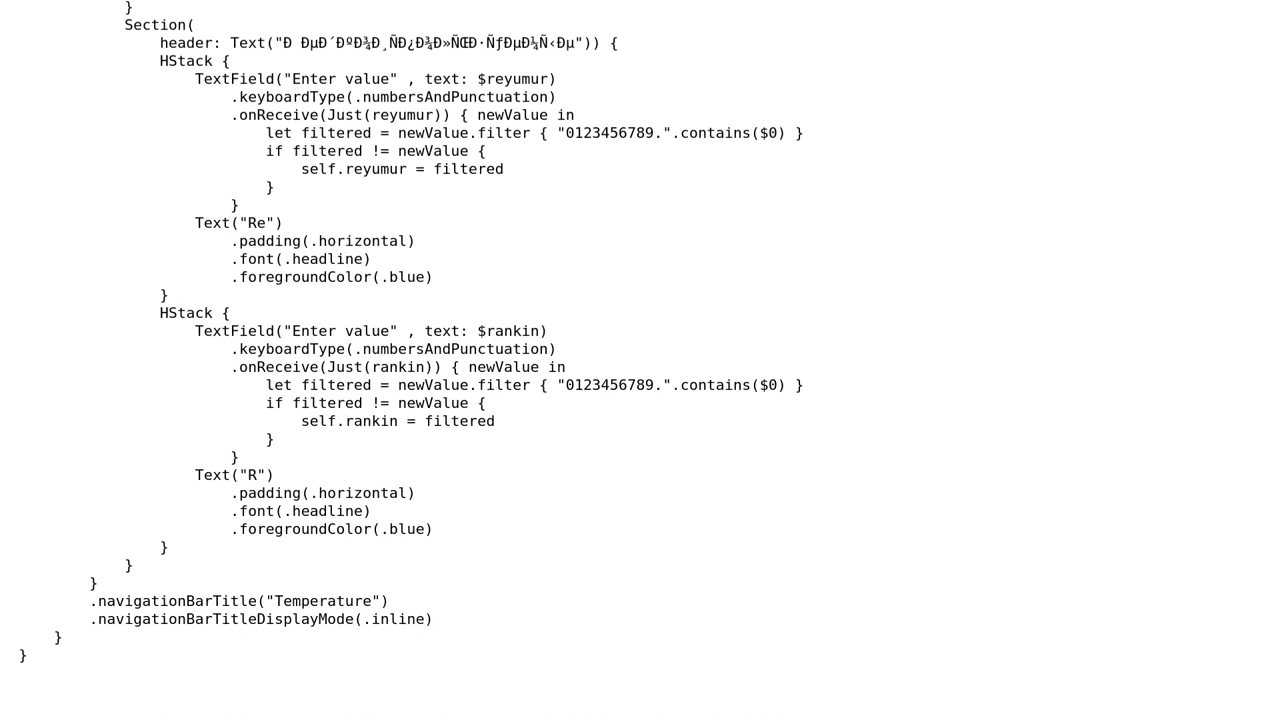 }
Section(
header: Text("Ð ÐµÐ´ÐºÐ¾Ð¸ÑÐ¿Ð¾Ð»ÑŒÐ·ÑƒÐµÐ¼Ñ‹Ðµ")) {
HStack {
TextField("Enter value" , text: $reyumur)
.keyboardType(.numbersAndPunctuation)
.onReceive(Just(reyumur)) { newValue in
let filtered = newValue.filter { "0123456789.".contains($0) }
if filtered != newValue {
self.reyumur = filtered
}
}
Text("Re")
.padding(.horizontal)
.font(.headline)
.foregroundColor(.blue)
}
HStack {
TextField("Enter value" , text: $rankin)
.keyboardType(.numbersAndPunctuation)
.onReceive(Just(rankin)) { newValue in
let filtered = newValue.filter { "0123456789.".contains($0) }
if filtered != newValue {
self.rankin = filtered
}
}
Text("R")
.padding(.horizontal)
.font(.headline)
.foregroundColor(.blue)
}
}
}
.navigationBarTitle("Temperature")
.navigationBarTitleDisplayMode(.inline)
}
}